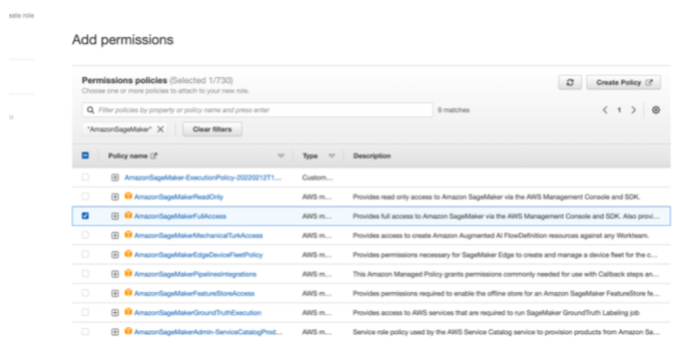 eate role
Add permissions
Permissions policies (Selected 1/730)
Choose one or more policies to attach to your new role.
Create Policy
Filter policies by property or policy name and press enter
9 matches
1
"AmazonSageMaker"
Clear filters
Policy name
Type
Description
AmazonSageMaker-ExecutionPolicy-20220212T1...
Custom...
AmazonSageMakerReadOnly
AWS m...
Provides read only access to Amazon SageMaker via the AWS Management Console and SDK.
AmazonSageMakerFullAccess
AWS m...
Provides full access to Amazon SageMaker via the AWS Management Console and SDK. Also provi...
AmazonSageMakerMechanicalTurkAccess
AWS m...
Provides access to create Amazon Augmented AI FlowDefinition resources against any Workteam.
AmazonSageMakerEdgeDeviceFleetPolicy
AWS m...
Provides permissions necessary for SageMaker Edge to create and manage a device fleet for the c...
AmazonSageMakerPipelinesIntegrations
AWS m...
This Amazon Managed Policy grants permissions commonly needed for use with Callback steps an...
AmazonSageMakerFeatureStoreAccess
AWS m...
Provides permissions required to enable the offline store for an Amazon SageMaker FeatureStore fe...
AmazonSageMakerGroundTruthExecution
AWS m...
Provides access to AWS services that are required to run SageMaker GroundTruth Labeling job
AmazonSageMakerAdmin-ServiceCatalogProd...
AWS m...
Service role policy used by the AWS Service Catalog service to provision products from Amazon Sa...